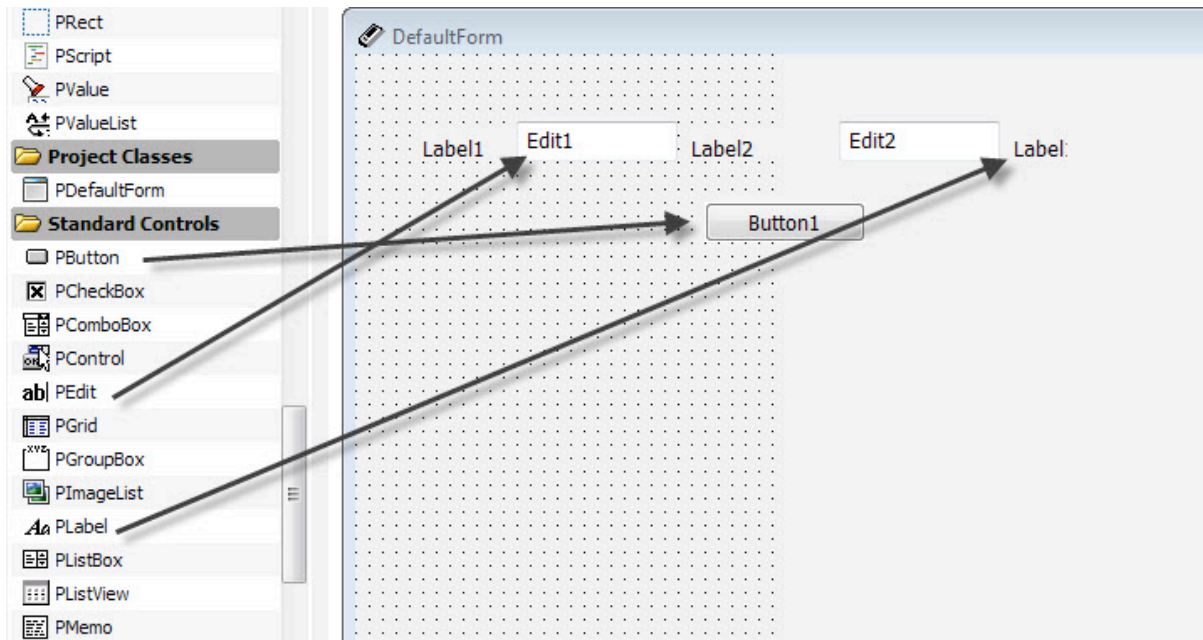 PRect
PScript
PValue
PValueList
Project Classes
PDefaultForm
Standard Controls
PButton
PCheckBox
PComboBox
PControl
PEdit
PGrid
PGroupBox
PImageList
PLabel
PListBox
PListView
PMemo
DefaultForm
Label1 Edit1 Label2 Edit2 Label
Button1